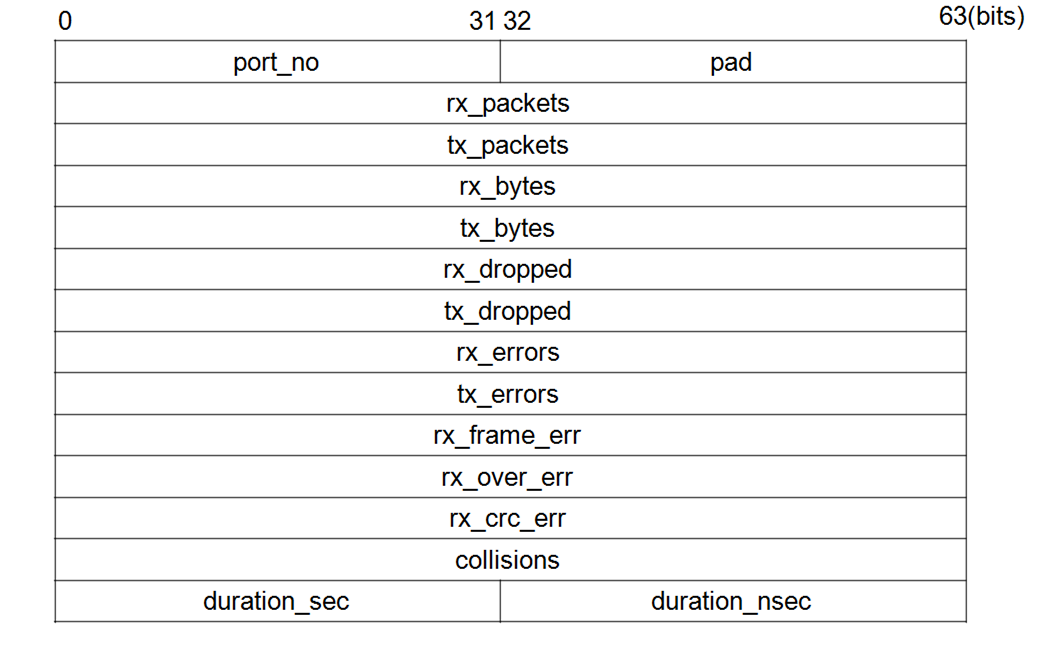 0 31 32 63(bits)
port_no pad
rx_packets
tx_packets
rx_bytes
tx_bytes
rx_dropped
tx_dropped
rx_errors
tx_errors
rx_frame_err
rx_over_err
rx_crc_err
collisions
duration_sec duration_nsec